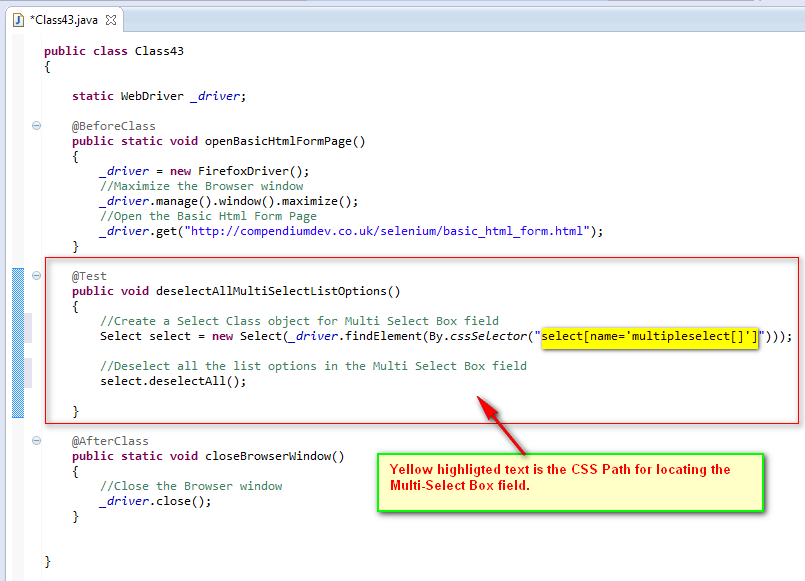 *Class43.java
public class Class43
{
static WebDriver _driver;
@BeforeClass
public static void openBasicHtmlFormPage()
{
_driver = new FirefoxDriver();
//Maximize the Browser window
_driver.manage().window().maximize();
//Open the Basic Html Form Page
_driver.get("http://compendiumdev.co.uk/selenium/basic_html_form.html");
}
@Test
public void deselectAllMultiSelectListOptions()
{
//Create a Select Class object for Multi Select Box field
Select select = new Select(_driver.findElement(By.cssSelector("select[name='multipleselect[]']")));
//Deselect all the list options in the Multi Select Box field
select.deselectAll();
}
@AfterClass
public static void closeBrowserWindow()
{
//Close the Browser window
_driver.close();
}
Yellow highligted text is the CSS Path for locating the
Multi-Select Box field.
}